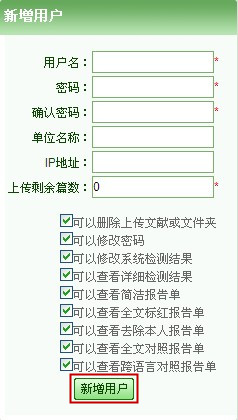 新增用户
用户名： *
密码： *
确认密码： *
单位名称：
IP地址：
上传剩余篇数： 0 *
可以删除上传文献或文件夹
可以修改密码
可以修改系统检测结果
可以查看详细检测结果
可以查看简洁报告单
可以查看全文标红报告单
可以查看去除本人报告单
可以查看全文对照报告单
可以查看跨语言对照报告单
新增用户